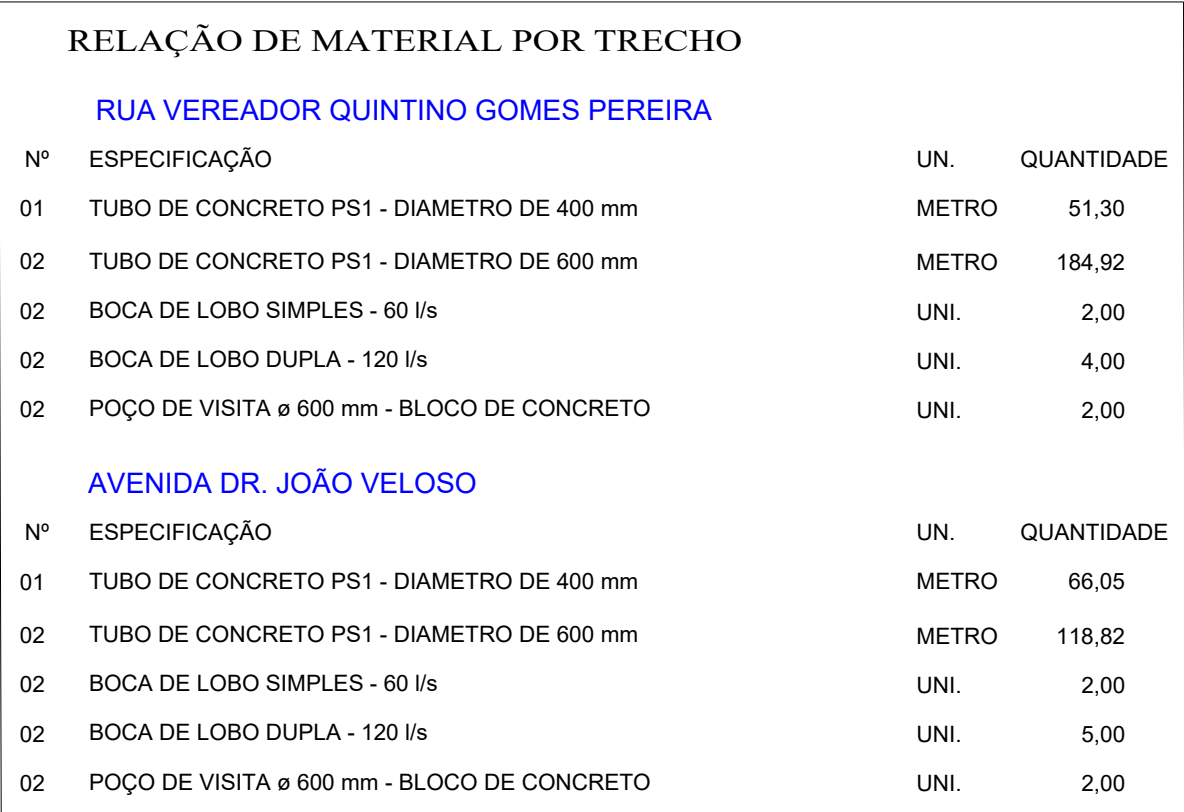 RELAÇÃO DE MATERIAL POR TRECHO
RUA VEREADOR QUINTINO GOMES PEREIRA
Nº ESPECIFICAÇÃO UN. QUANTIDADE
01 TUBO DE CONCRETO PS1 - DIAMETRO DE 400 mm METRO 51,30
02 TUBO DE CONCRETO PS1 - DIAMETRO DE 600 mm METRO 184,92
02 BOCA DE LOBO SIMPLES - 60 l/s UNI. 2,00
02 BOCA DE LOBO DUPLA - 120 l/s UNI. 4,00
02 POÇO DE VISITA ø 600 mm - BLOCO DE CONCRETO UNI. 2,00
AVENIDA DR. JOÃO VELOSO
Nº ESPECIFICAÇÃO UN. QUANTIDADE
01 TUBO DE CONCRETO PS1 - DIAMETRO DE 400 mm METRO 66,05
02 TUBO DE CONCRETO PS1 - DIAMETRO DE 600 mm METRO 118,82
02 BOCA DE LOBO SIMPLES - 60 l/s UNI. 2,00
02 BOCA DE LOBO DUPLA - 120 l/s UNI. 5,00
02 POÇO DE VISITA ø 600 mm - BLOCO DE CONCRETO UNI. 2,00